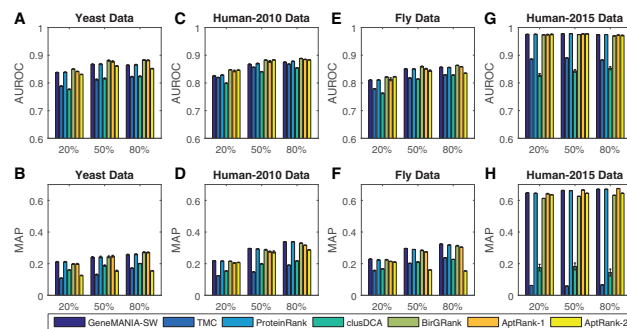 A Yeast Data
C Human-2010 Data
E Fly Data
G Human-2015 Data
AUROC
1
0.9
0.8
0.7
0.6
20% 50% 80%
AUROC
1
0.9
0.8
0.7
0.6
20% 50% 80%
AUROC
1
0.9
0.8
0.7
0.6
20% 50% 80%
AUROC
1
0.9
0.8
0.7
0.6
20% 50% 80%
B Yeast Data
D Human-2010 Data
F Fly Data
H Human-2015 Data
MAP
0.6
0.4
0.2
0
20% 50% 80%
MAP
0.6
0.4
0.2
0
20% 50% 80%
MAP
0.6
0.4
0.2
0
20% 50% 80%
MAP
0.6
0.4
0.2
0
20% 50% 80%
GeneMANIA-SW TMC ProteinRank clusDCA BirGRank AptRank-1 AptRank-2